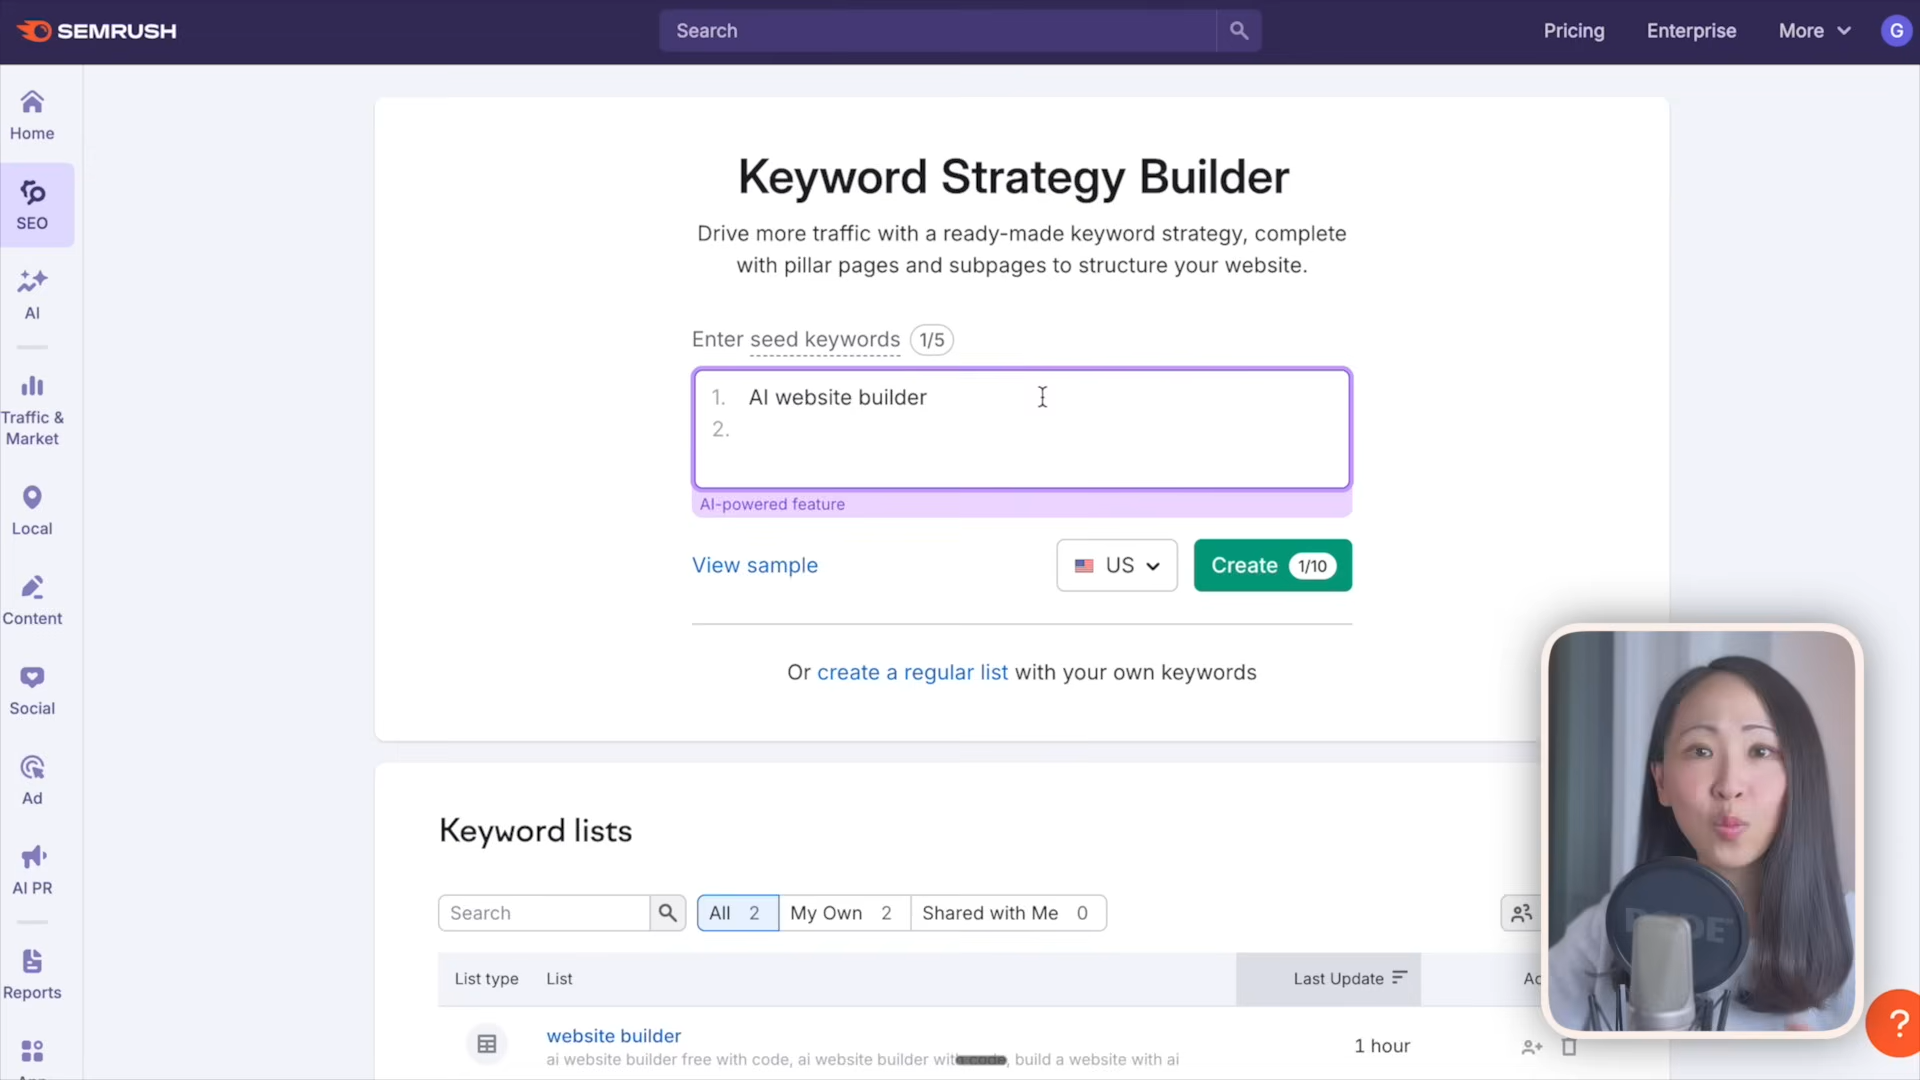 SEMRUSH
Search
Pricing
Enterprise
More
G
Home
SEO
AI
Traffic &
Market
Local
Content
Social
Ad
AI PR
Reports
Keyword Strategy Builder
Drive more traffic with a ready-made keyword strategy, complete
with pillar pages and subpages to structure your website.
Enter seed keywords 1/5
1. AI website builder
2.
AI-powered feature
View sample
US
Create 1/10
Or create a regular list with your own keywords
Keyword lists
Search
All 2
My Own 2
Shared with Me 0
List type
List
Last Update
website builder
ai website builder free with code, ai website builder with, build a website with ai
1 hour
?